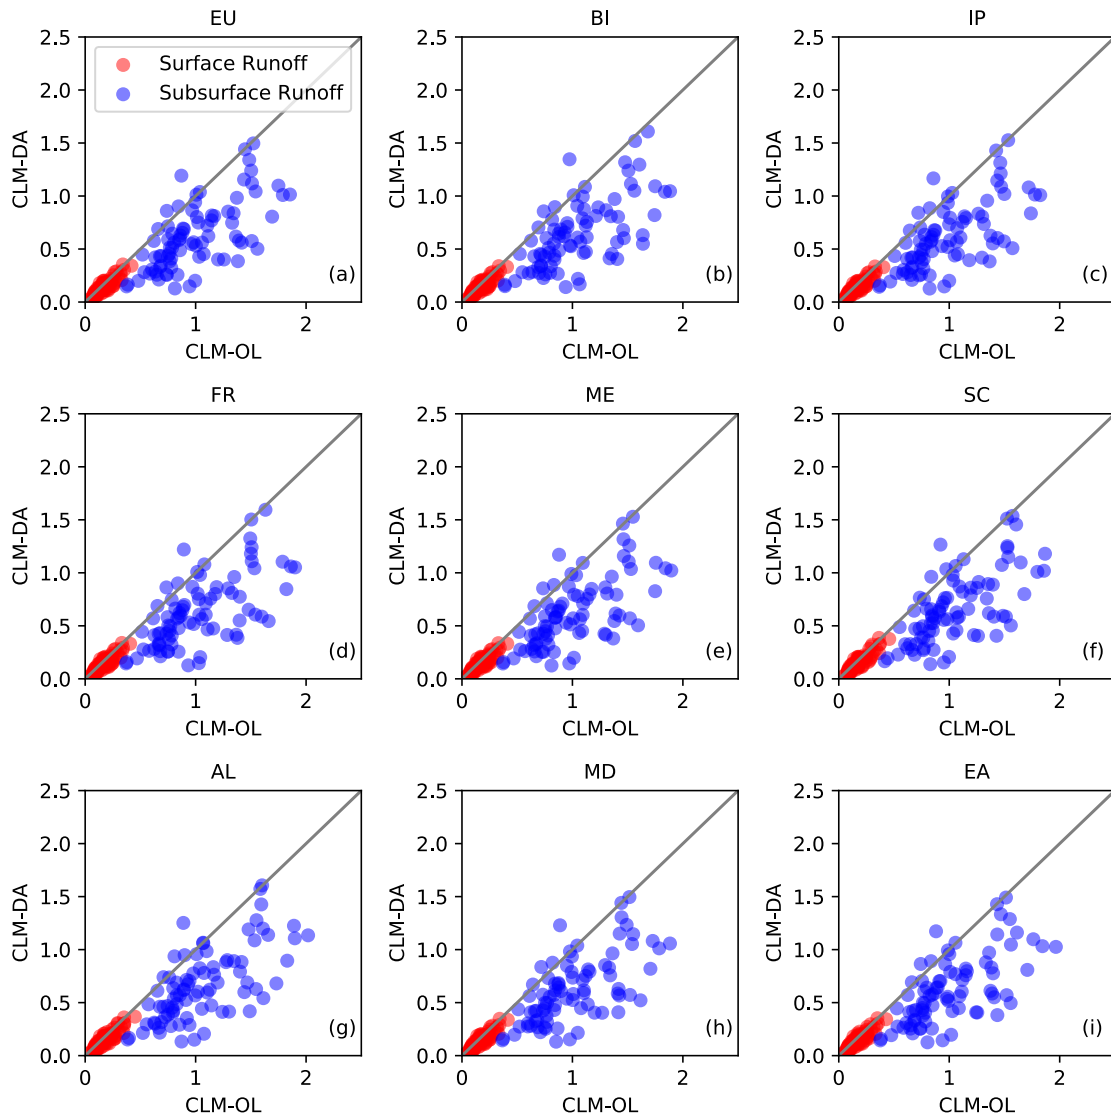 EU
BI
IP
2.5
2.0
1.5
1.0
0.5
0.0
CLM-DA
Surface Runoff
Subsurface Runoff
(a)
0
1
2
CLM-OL
2.5
2.0
1.5
1.0
0.5
0.0
CLM-DA
(b)
0
1
2
CLM-OL
2.5
2.0
1.5
1.0
0.5
0.0
CLM-DA
(c)
0
1
2
CLM-OL
FR
ME
SC
2.5
2.0
1.5
1.0
0.5
0.0
CLM-DA
(d)
0
1
2
CLM-OL
2.5
2.0
1.5
1.0
0.5
0.0
CLM-DA
(e)
0
1
2
CLM-OL
2.5
2.0
1.5
1.0
0.5
0.0
CLM-DA
(f)
0
1
2
CLM-OL
AL
MD
EA
2.5
2.0
1.5
1.0
0.5
0.0
CLM-DA
(g)
0
1
2
CLM-OL
2.5
2.0
1.5
1.0
0.5
0.0
CLM-DA
(h)
0
1
2
CLM-OL
2.5
2.0
1.5
1.0
0.5
0.0
CLM-DA
(i)
0
1
2
CLM-OL